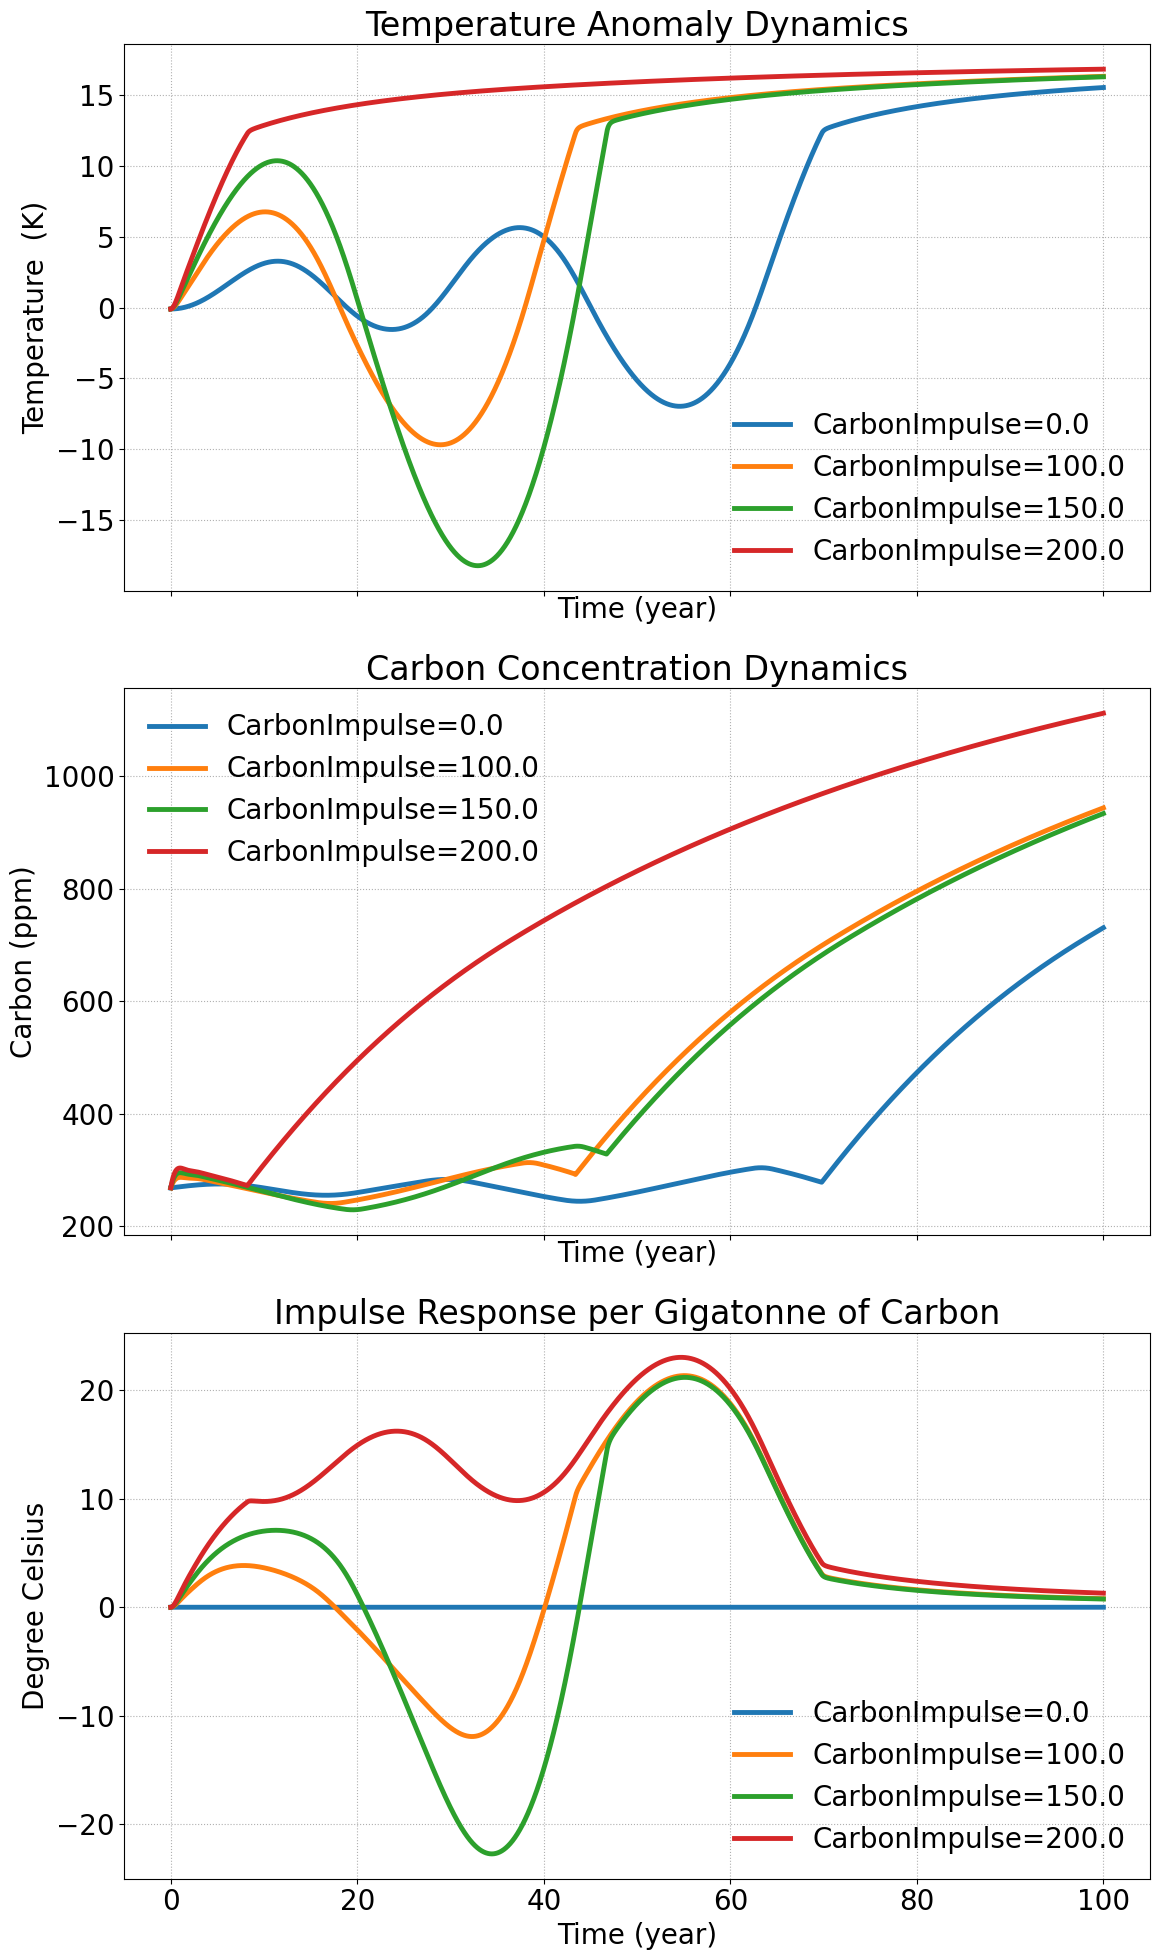 Temperature Anomaly Dynamics
Temperature  (K)
15
10
5
0
−5
−10
−15
CarbonImpulse=0.0
CarbonImpulse=100.0
CarbonImpulse=150.0
CarbonImpulse=200.0
Time (year)
Carbon Concentration Dynamics
Carbon (ppm)
1000
800
600
400
200
CarbonImpulse=0.0
CarbonImpulse=100.0
CarbonImpulse=150.0
CarbonImpulse=200.0
Time (year)
Impulse Response per Gigatonne of Carbon
Degree Celsius
20
10
0
−10
−20
CarbonImpulse=0.0
CarbonImpulse=100.0
CarbonImpulse=150.0
CarbonImpulse=200.0
0 20 40 60 80 100
Time (year)